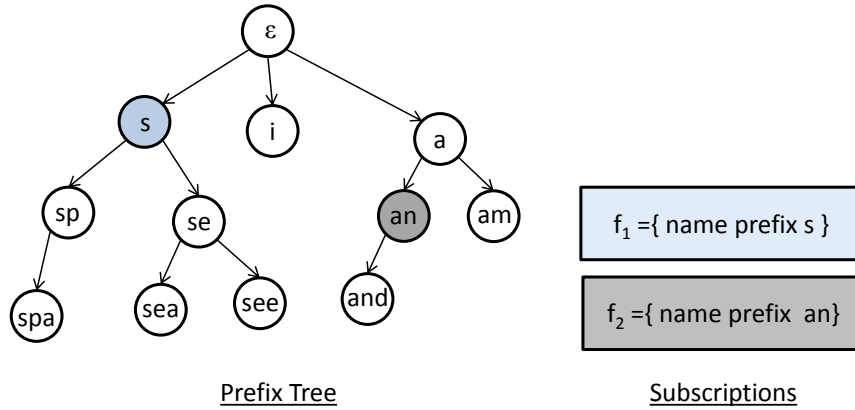 ε
s
i
a
sp
se
an
am
spa
sea
see
and
f₁ ={ name prefix s }
f₂ ={ name prefix an}
Prefix Tree
Subscriptions